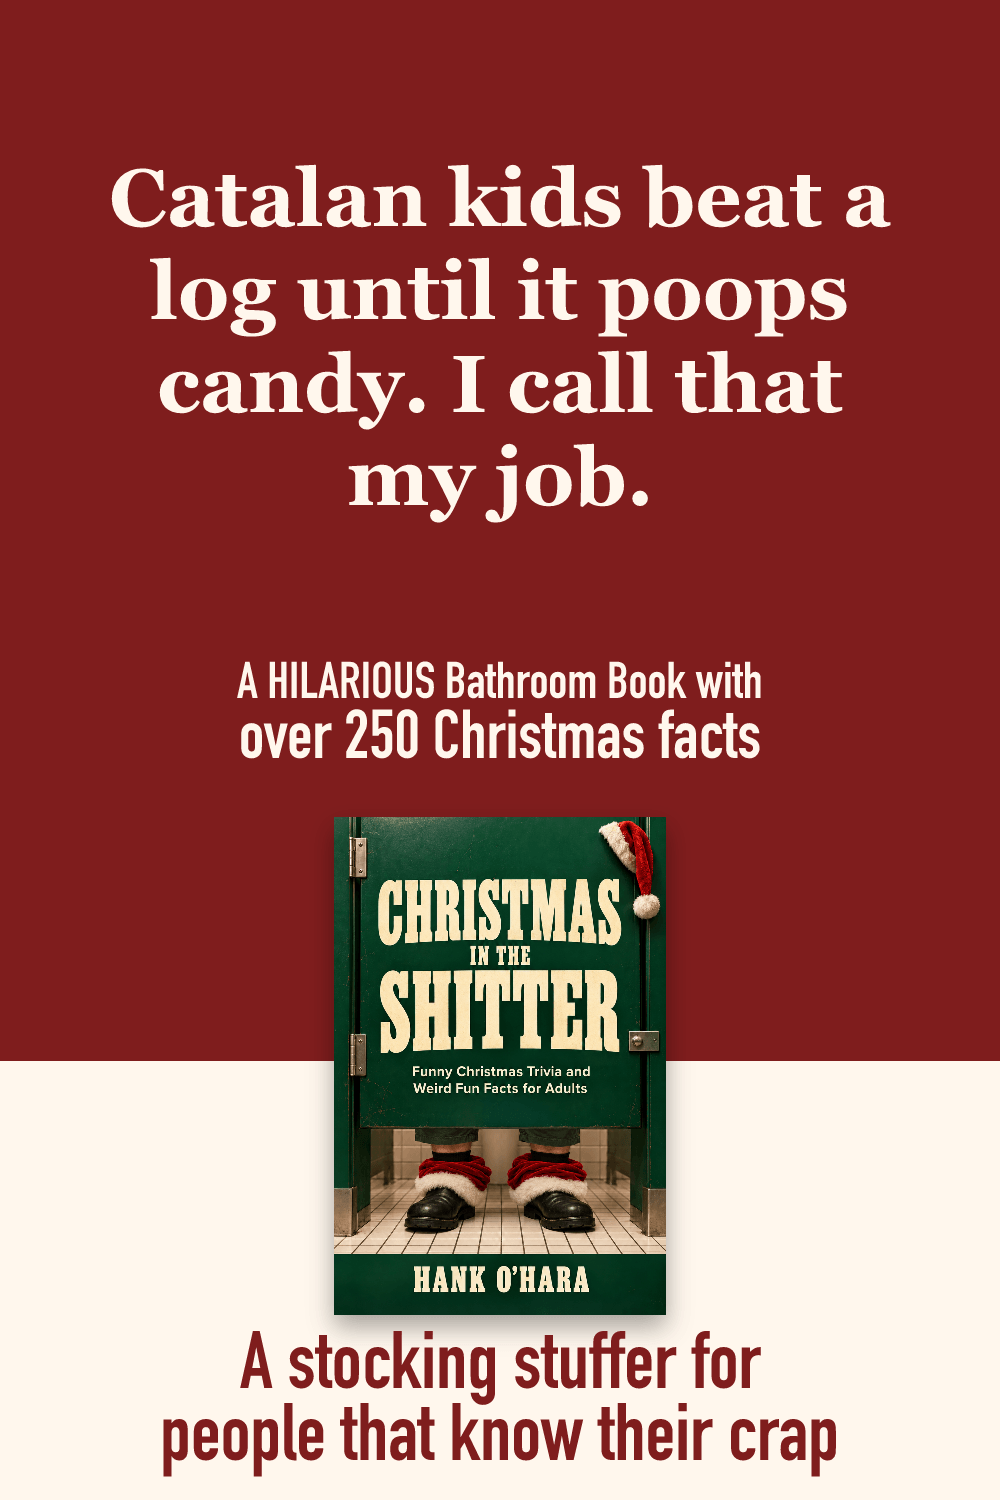 Catalan kids beat a
log until it poops
candy. I call that
my job.
A HILARIOUS Bathroom Book with
over 250 Christmas facts
CHRISTMAS
IN THE
SHITTER
Funny Christmas Trivia and
Weird Fun Facts for Adults
HANK O'HARA
A stocking stuffer for
people that know their crap